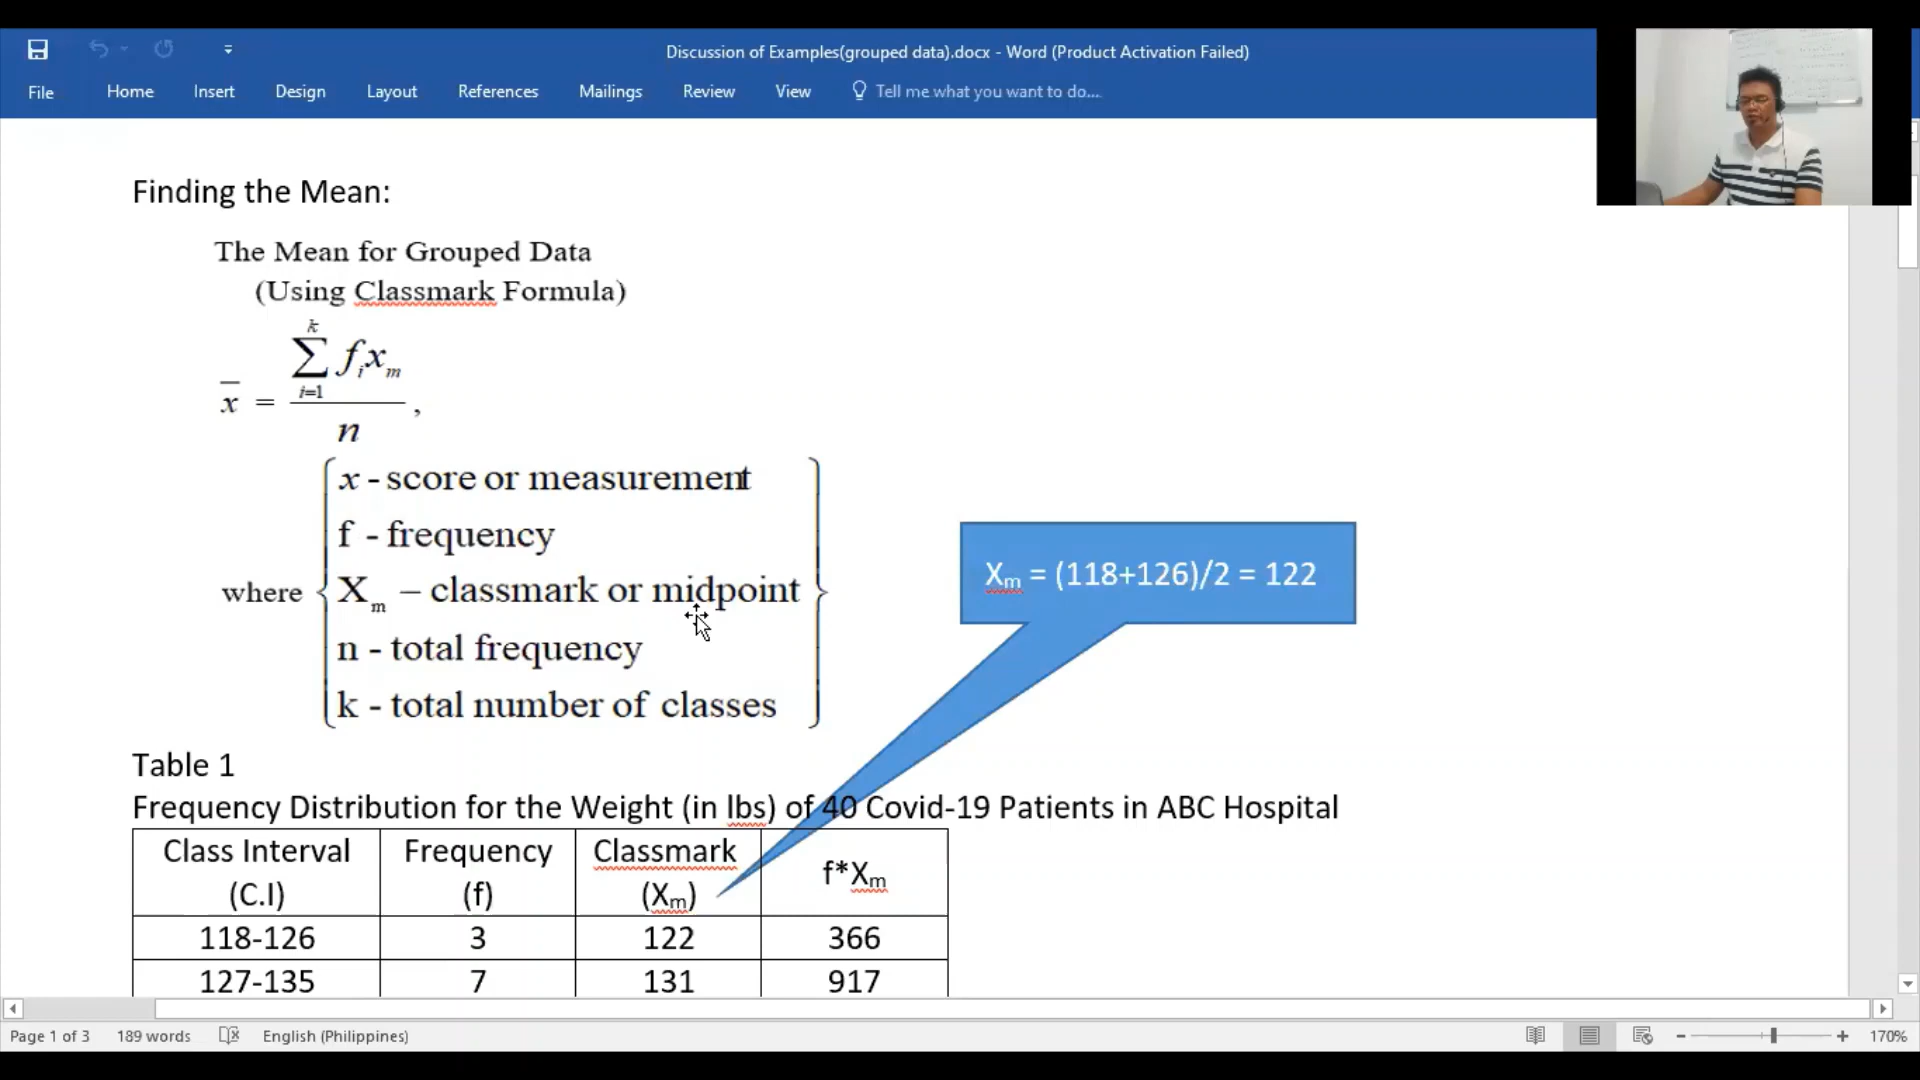 Discussion of Examples(grouped data).docx - Word (Product Activation Failed)
File Home Insert Design Layout References Mailings Review View Tell me what you want to do...
Finding the Mean:
The Mean for Grouped Data
(Using Classmark Formula)
x̄ = ∑ᵢ₌₁ᵏ fᵢxₘ / n ,
where
x - score or measurement
f - frequency
Xₘ – classmark or midpoint
n - total frequency
k - total number of classes
Xₘ = (118+126)/2 = 122
Table 1
Frequency Distribution for the Weight (in lbs) of 40 Covid-19 Patients in ABC Hospital
Class Interval (C.I) Frequency (f) Classmark (Xₘ) f*Xₘ
118-126 3 122 366
127-135 7 131 917
Page 1 of 3 189 words English (Philippines) 170%